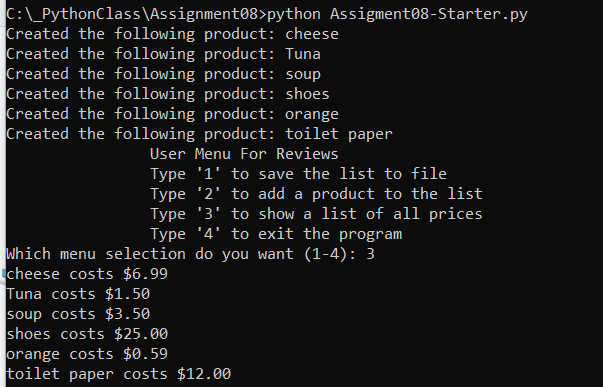 C:\_PythonClass\Assignment08>python Assigment08-Starter.py
Created the following product: cheese
Created the following product: Tuna
Created the following product: soup
Created the following product: shoes
Created the following product: orange
Created the following product: toilet paper
User Menu For Reviews
Type '1' to save the list to file
Type '2' to add a product to the list
Type '3' to show a list of all prices
Type '4' to exit the program
Which menu selection do you want (1-4): 3
cheese costs $6.99
Tuna costs $1.50
soup costs $3.50
shoes costs $25.00
orange costs $0.59
toilet paper costs $12.00